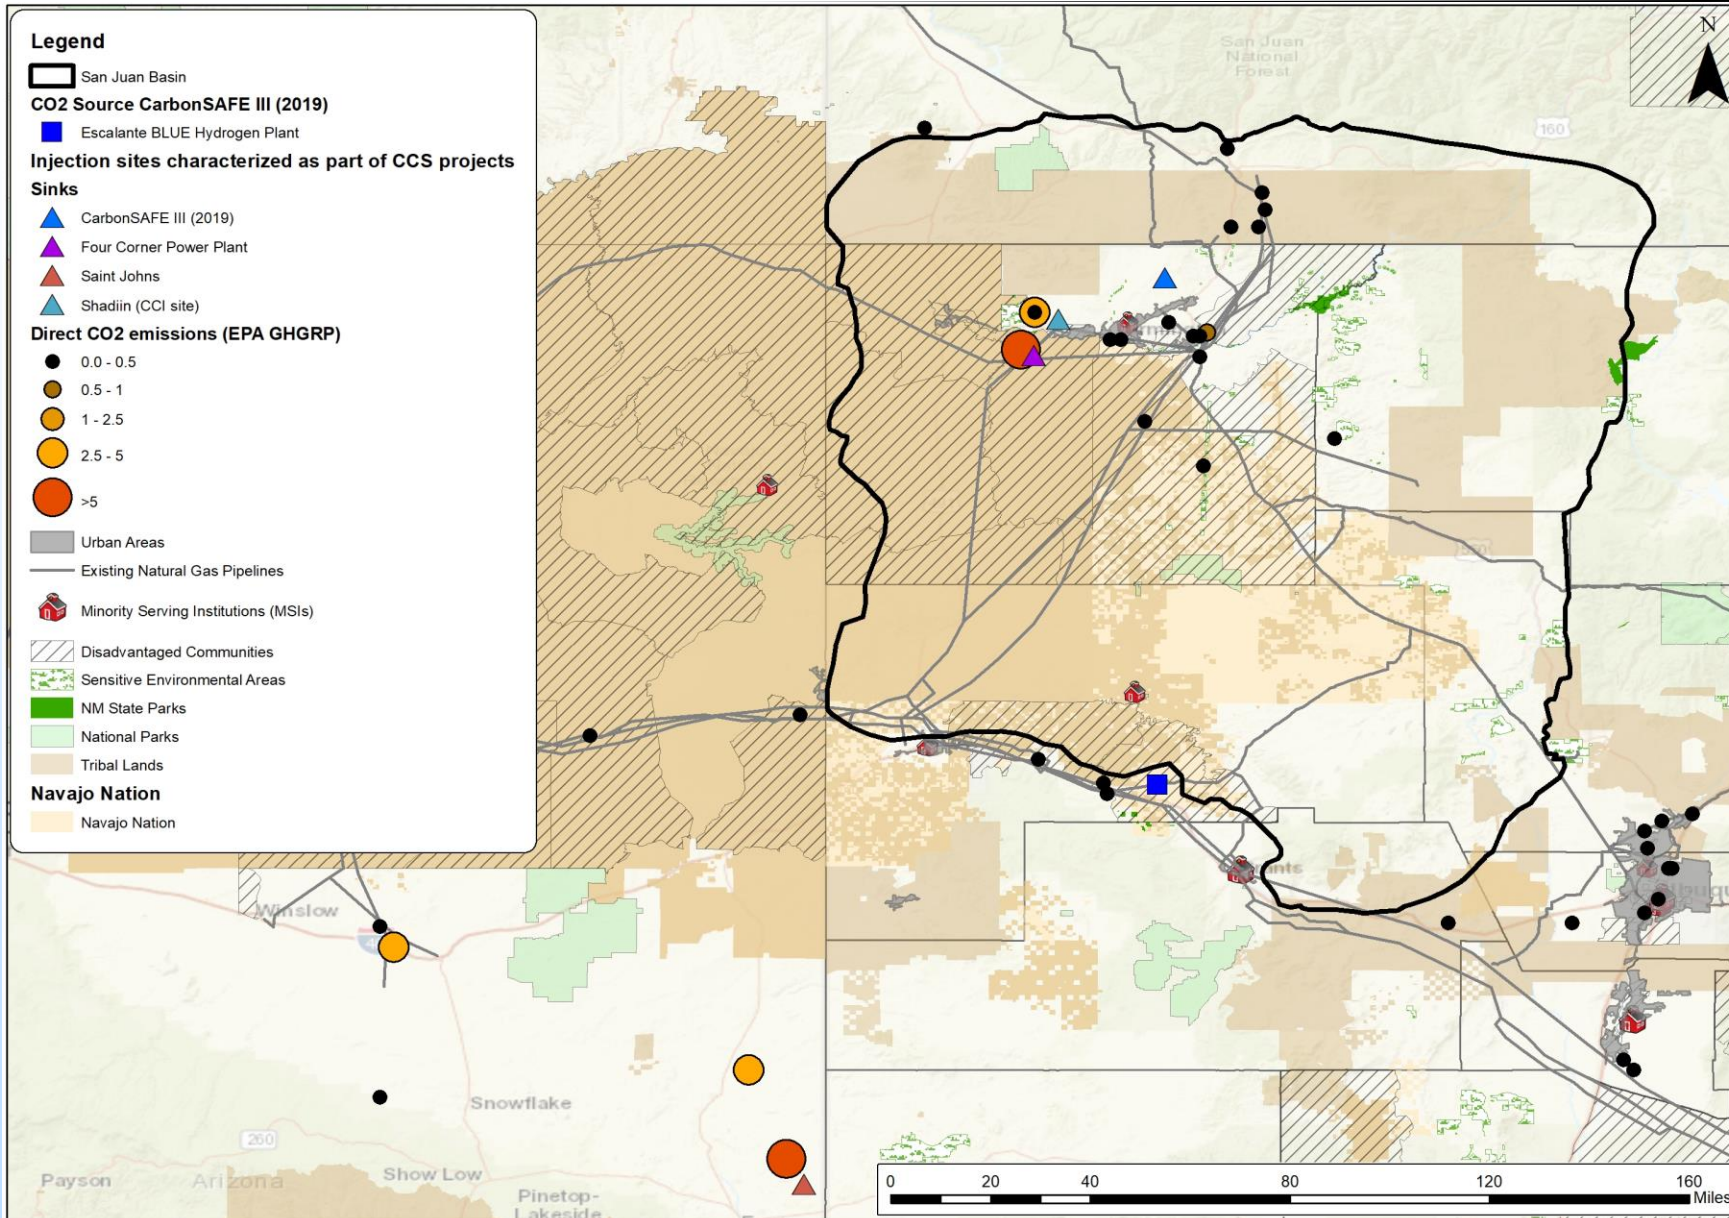 Legend
San Juan Basin
CO2 Source CarbonSAFE III (2019)
Escalante BLUE Hydrogen Plant
Injection sites characterized as part of CCS projects
Sinks
CarbonSAFE III (2019)
Four Corner Power Plant
Saint Johns
Shadiin (CCI site)
Direct CO2 emissions (EPA GHGRP)
0.0 - 0.5
0.5 - 1
1 - 2.5
2.5 - 5
>5
Urban Areas
Existing Natural Gas Pipelines
Minority Serving Institutions (MSIs)
Disadvantaged Communities
Sensitive Environmental Areas
NM State Parks
National Parks
Tribal Lands
Navajo Nation
Navajo Nation
San Juan
National
Forest
N
160
Winslow
Snowflake
260
Payson
Arizona
Show Low
Pinetop-
Lakeside
0 20 40 80 120 160
Miles